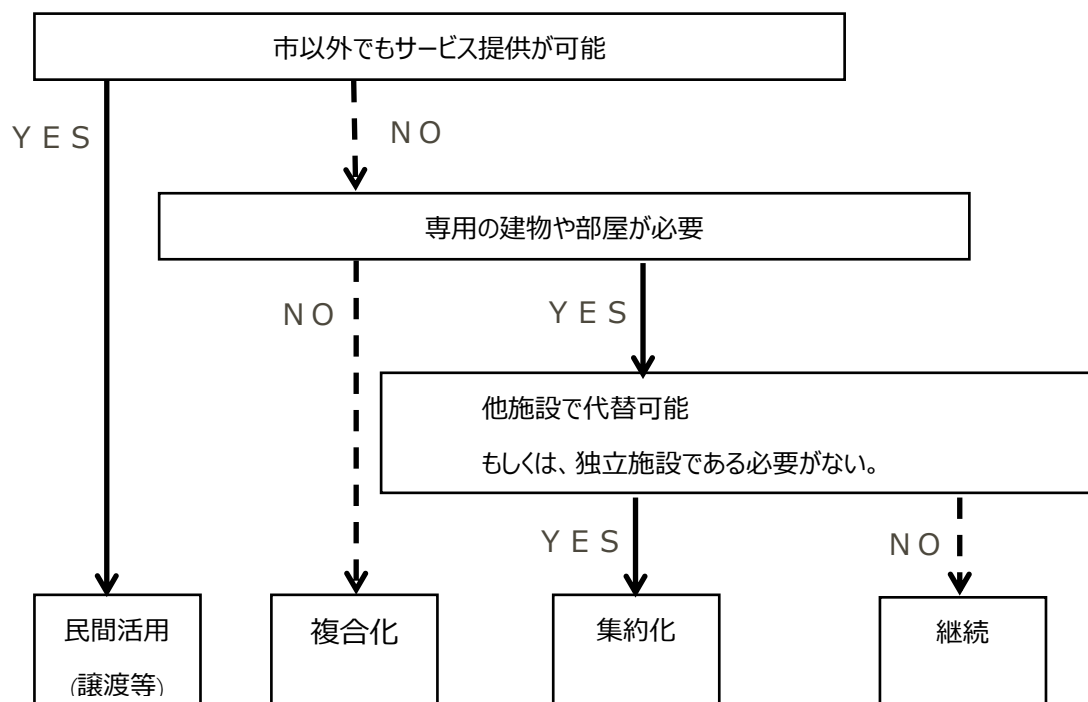 市以外でもサービス提供が可能
ＹＥＳ
ＮＯ
専用の建物や部屋が必要
ＮＯ
ＹＥＳ
他施設で代替可能
もしくは、独立施設である必要がない。
ＹＥＳ
ＮＯ
民間活用
(譲渡等)
複合化
集約化
継続